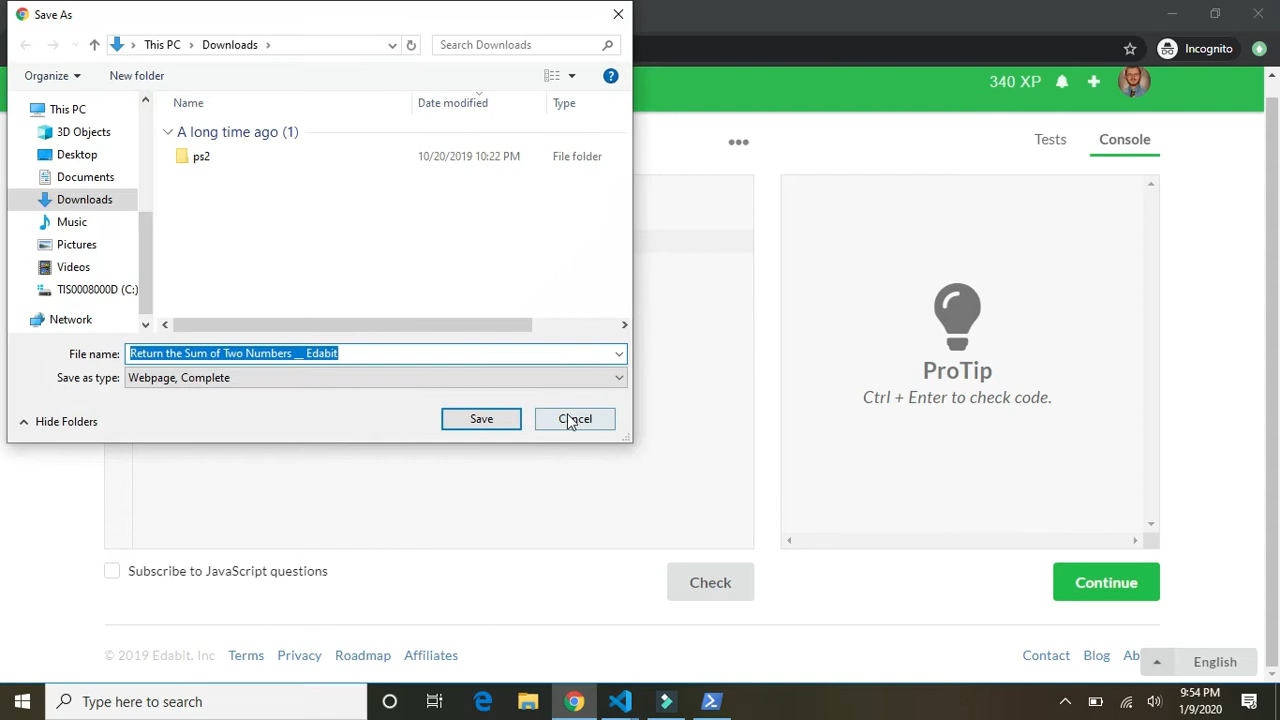 Save As
This PC
Downloads
Search Downloads
Organize
New folder
?
This PC
3D Objects
Desktop
Documents
Downloads
Music
Pictures
Videos
TIS0008000D (C:)
Network
Name
Date modified
Type
A long time ago (1)
ps2
10/20/2019 10:22 PM
File folder
File name:
Return the Sum of Two Numbers __ Edabit
Save as type:
Webpage, Complete
Hide Folders
Save
Cancel
Incognito
340 XP
Tests
Console
ProTip
Ctrl + Enter to check code.
Subscribe to JavaScript questions
Check
Continue
© 2019 Edabit, Inc
Terms
Privacy
Roadmap
Affiliates
Contact
Blog
Ab
English
Type here to search
9:54 PM
1/9/2020